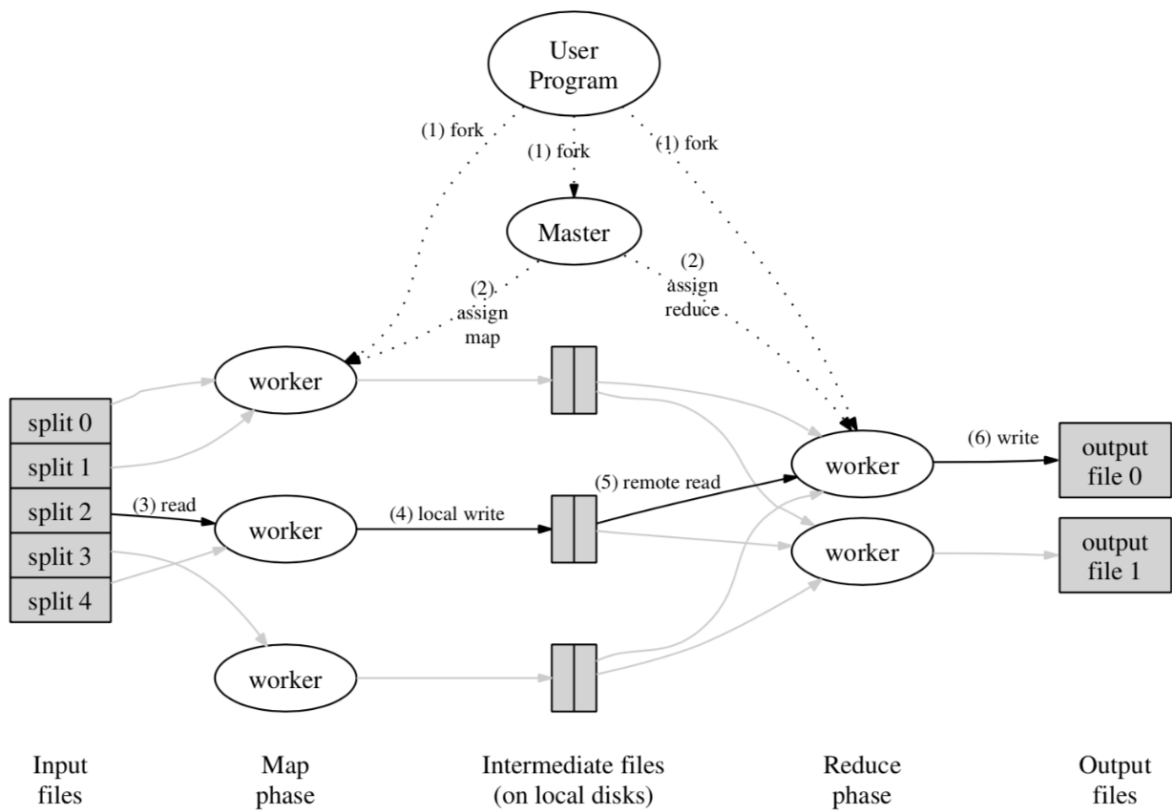 User
Program
(1) fork
(1) fork
(1) fork
Master
(2)
assign
map
(2)
assign
reduce
worker
split 0
split 1
split 2
split 3
split 4
(3) read
worker
(4) local write
worker
(5) remote read
worker
worker
(6) write
output
file 0
output
file 1
Input
files
Map
phase
Intermediate files
(on local disks)
Reduce
phase
Output
files